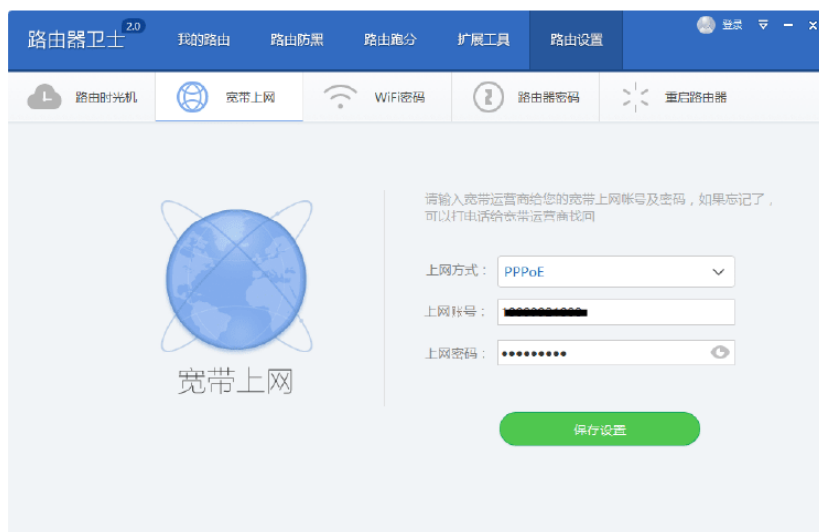 路由器卫士 2.0 我的路由 路由防黑 路由跑分 扩展工具 路由设置 登录
路由时光机 宽带上网 WiFi密码 路由器密码 重启路由器
请输入宽带运营商给您的宽带上网帐号及密码，如果忘记了，
可以打电话给宽带运营商找回
上网方式： PPPoE
上网账号：
上网密码： •••••••••
宽带上网
保存设置